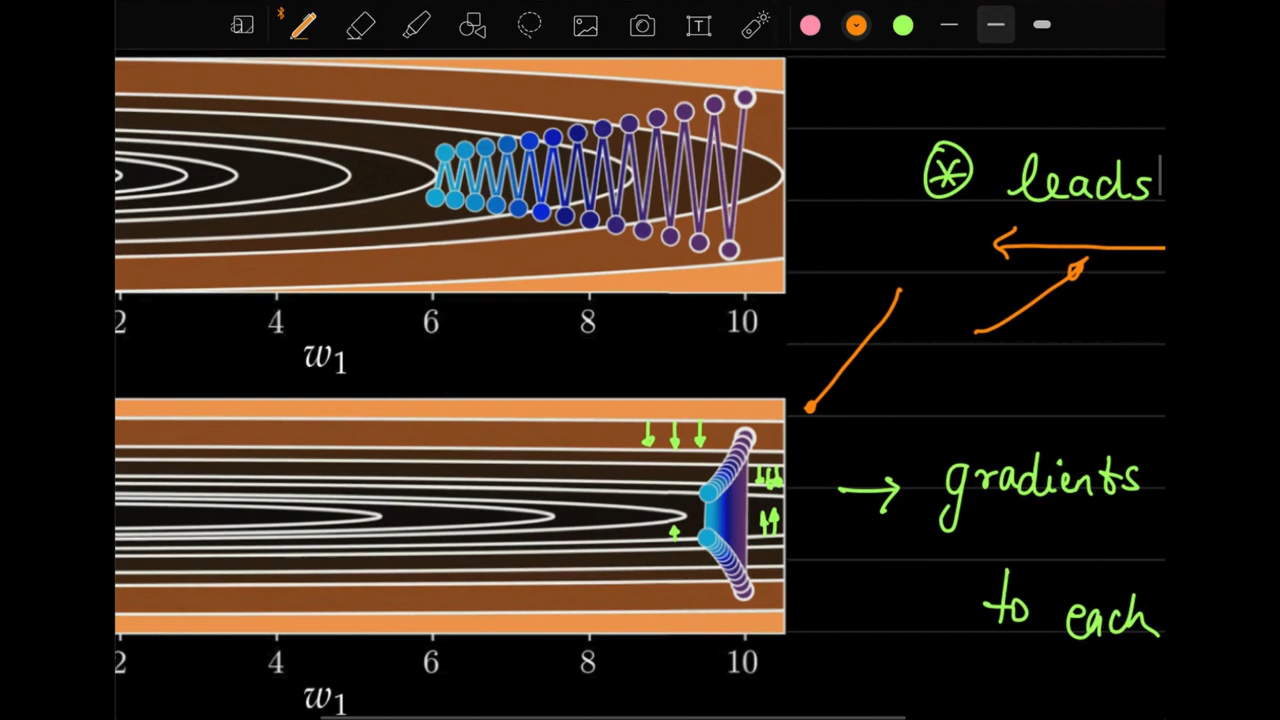 ⊛ leads
2 4 6 8 10
w1
→ gradients
to each
2 4 6 8 10
w1